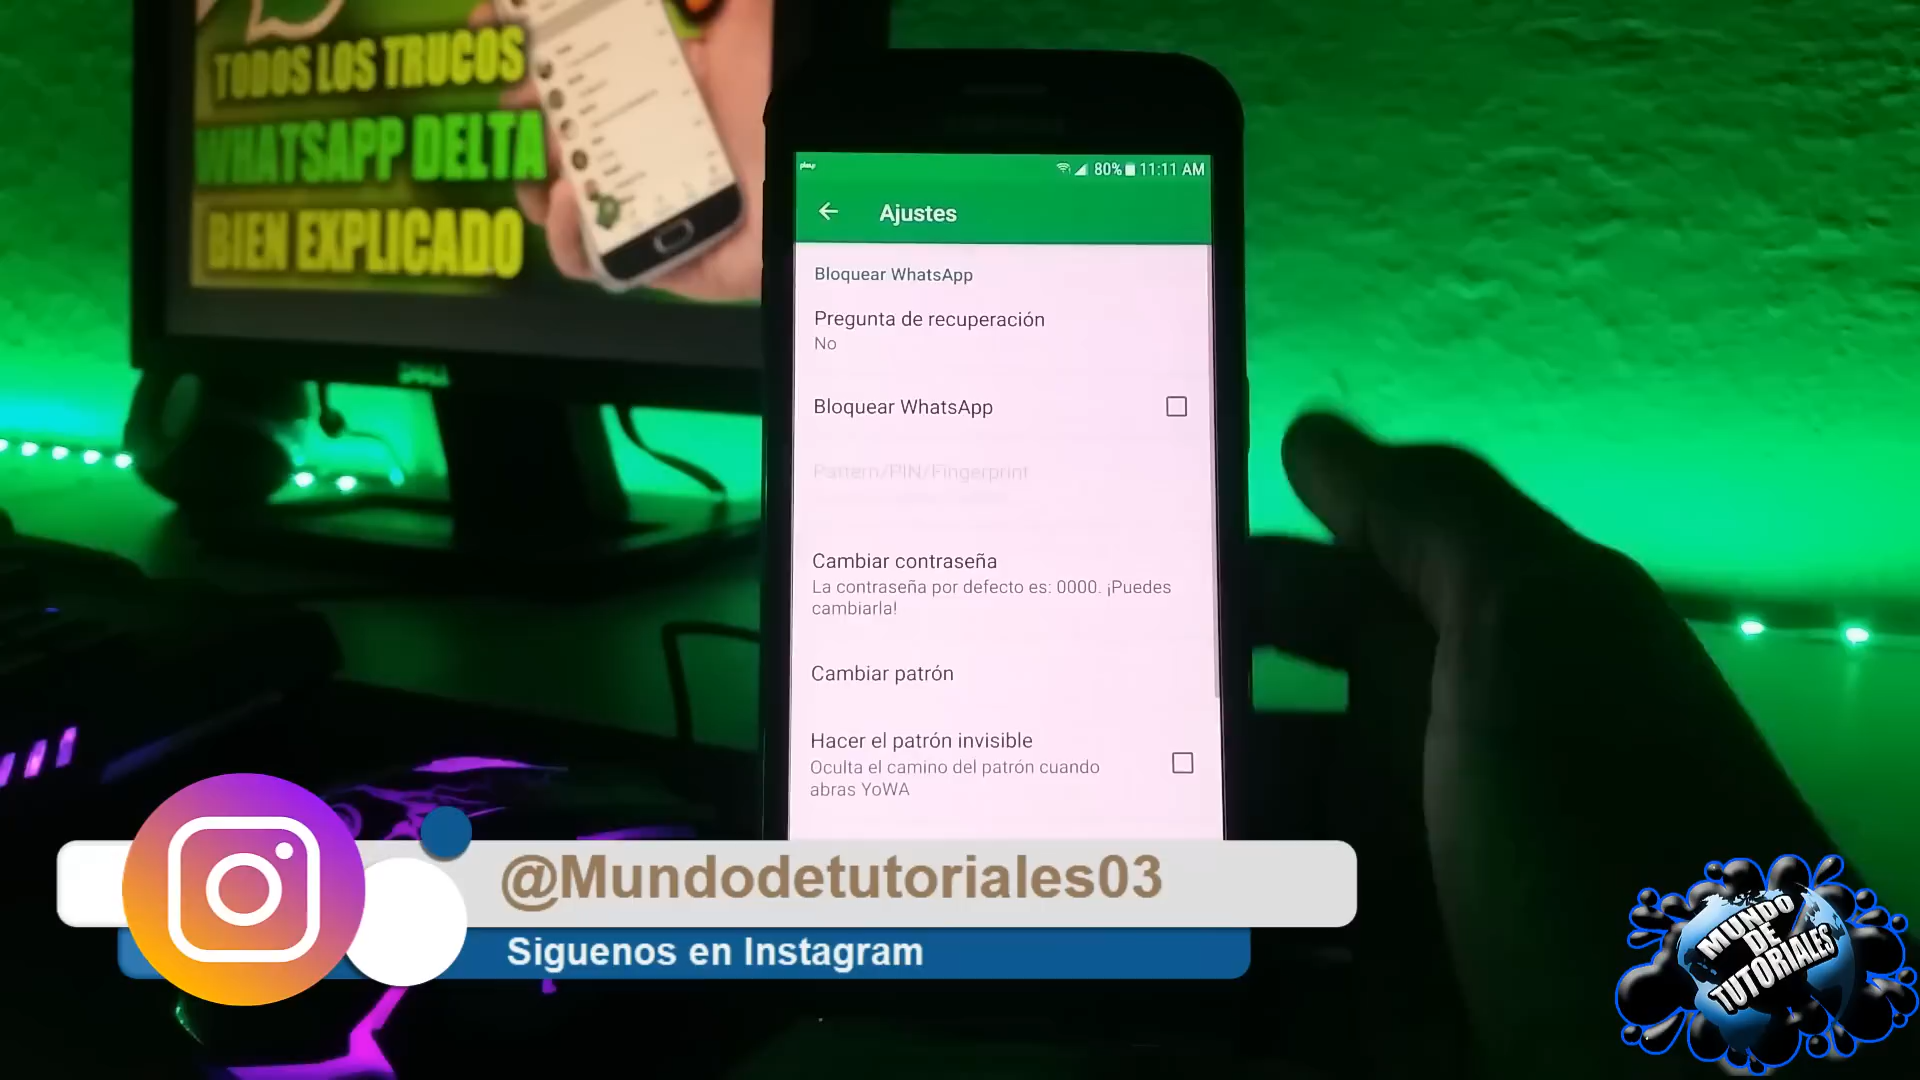 TODOS LOS TRUCOS
WHATSAPP DELTA
BIEN EXPLICADO
80% 11:11 AM
Ajustes
Bloquear WhatsApp
Pregunta de recuperación
No
Bloquear WhatsApp
Pattern/PIN/Fingerprint
Cambiar contraseña
La contraseña por defecto es: 0000. ¡Puedes
cambiarla!
Cambiar patrón
Hacer el patrón invisible
Oculta el camino del patrón cuando
abras YoWA
@Mundodetutoriales03
Siguenos en Instagram
MUNDO
DE
TUTORIALES